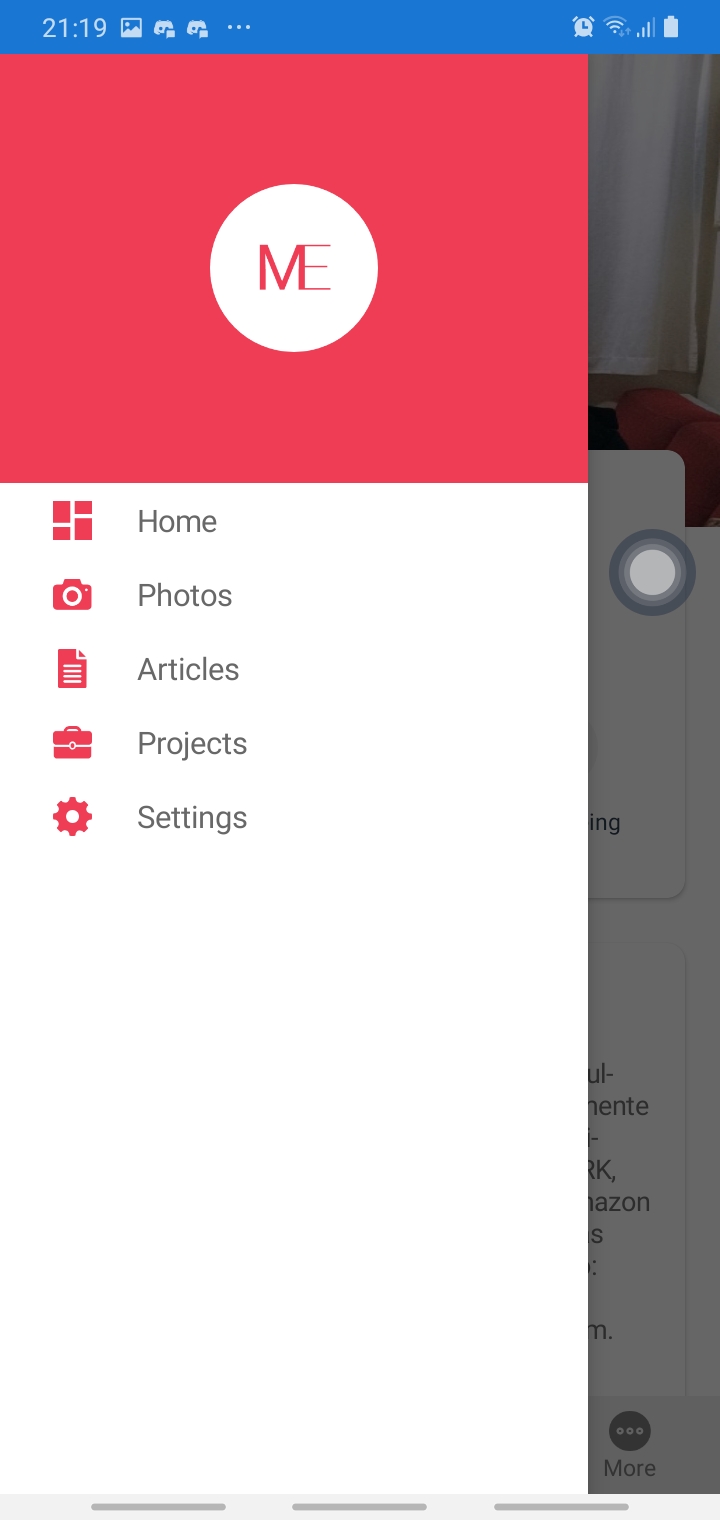 21:19
ME
Home
Photos
Articles
Projects
Settings
ing
ul-
nente
i-
RK,
nazon
s
:
m.
More